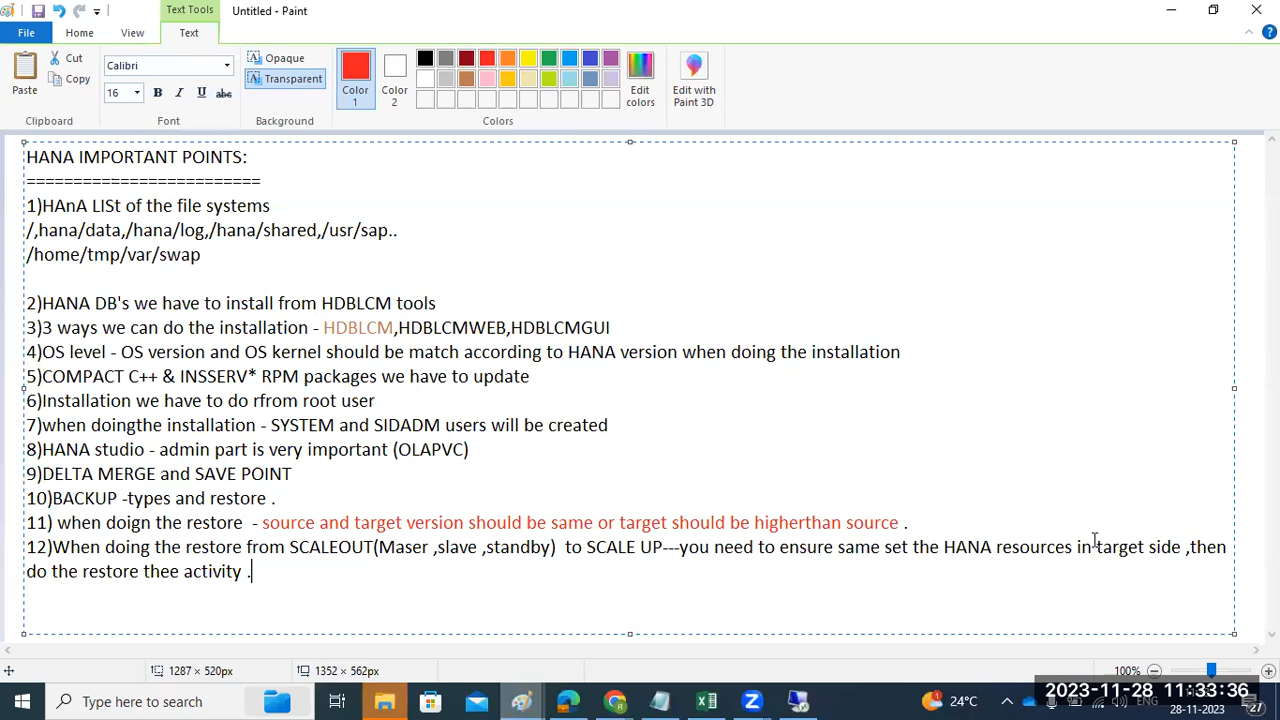 Text Tools
Untitled - Paint
File
Home
View
Text
Paste
Cut
Copy
Clipboard
Calibri
16
B I U abc
Font
Opaque
Transparent
Background
Color 1
Color 2
Edit colors
Colors
Edit with Paint 3D
HANA IMPORTANT POINTS:
=========================
1)HAnA LISt of the file systems
/,hana/data,/hana/log,/hana/shared,/usr/sap..
/home/tmp/var/swap
2)HANA DB's we have to install from HDBLCM tools
3)3 ways we can do the installation - HDBLCM,HDBLCMWEB,HDBLCMGUI
4)OS level - OS version and OS kernel should be match according to HANA version when doing the installation
5)COMPACT C++ & INSSERV* RPM packages we have to update
6)Installation we have to do rfrom root user
7)when doingthe installation - SYSTEM and SIDADM users will be created
8)HANA studio - admin part is very important (OLAPVC)
9)DELTA MERGE and SAVE POINT
10)BACKUP -types and restore .
11) when doign the restore  - source and target version should be same or target should be higherthan source .
12)When doing the restore from SCALEOUT(Maser ,slave ,standby)  to SCALE UP---you need to ensure same set the HANA resources in target side ,then
do the restore thee activity .
1287 × 520px
1352 × 562px
100%
Type here to search
24°C
ENG
2023-11-28 11:33:36
28-11-2023
27